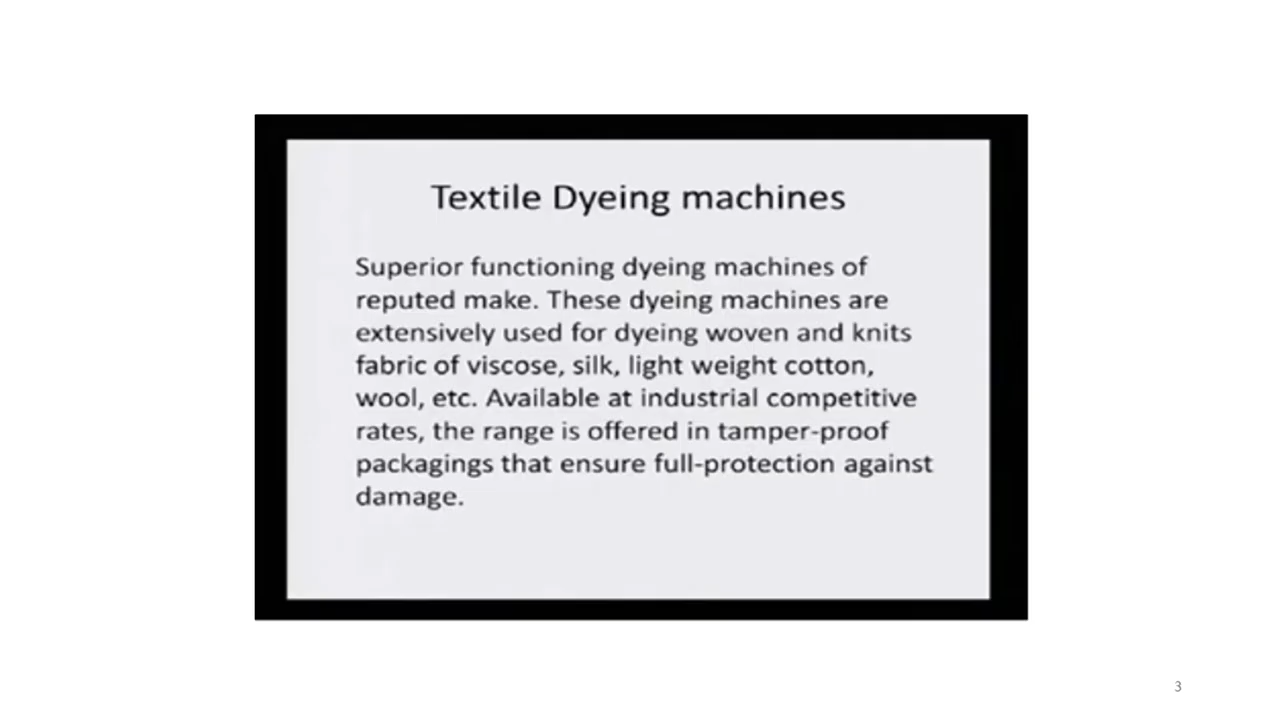 Textile Dyeing machines
Superior functioning dyeing machines of
reputed make. These dyeing machines are
extensively used for dyeing woven and knits
fabric of viscose, silk, light weight cotton,
wool, etc. Available at industrial competitive
rates, the range is offered in tamper-proof
packagings that ensure full-protection against
damage.
3